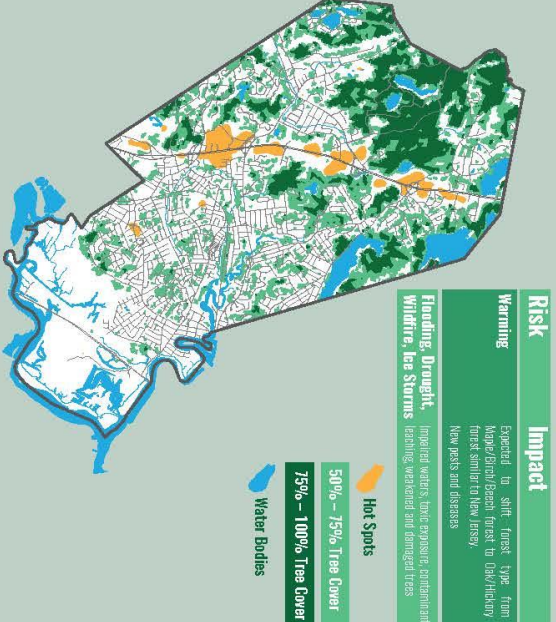 Risk Impact
Warming Expected to shift forest type from
Maple/Birch/Beech forest to Oak/Hickory
forest similar to New Jersey.
New pests and diseases
Flooding, Drought, Impaired waters, toxic exposure, contaminant
Wildfire, Ice Storms leaching, weakened and damaged trees
Hot Spots
50% – 75% Tree Cover
75% – 100% Tree Cover
Water Bodies